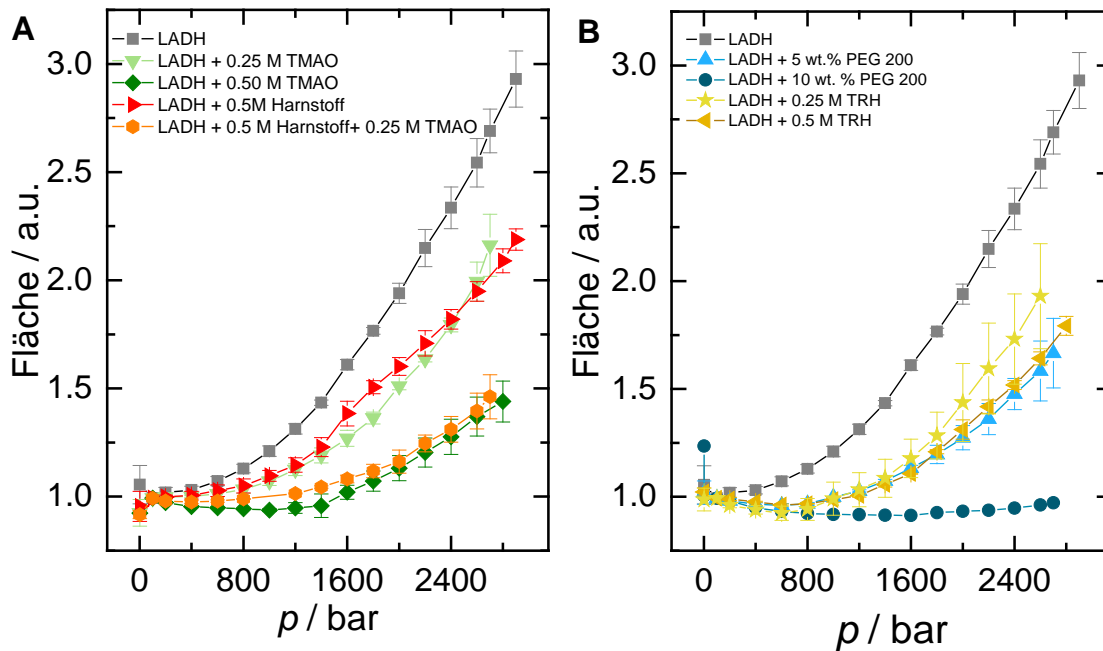 A
LADH
LADH + 0.25 M TMAO
LADH + 0.50 M TMAO
LADH + 0.5M Harnstoff
LADH + 0.5 M Harnstoff+ 0.25 M TMAO
3.0
2.5
2.0
1.5
1.0
Fläche / a.u.
0 800 1600 2400
p / bar
B
LADH
LADH + 5 wt.% PEG 200
LADH + 10 wt. % PEG 200
LADH + 0.25 M TRH
LADH + 0.5 M TRH
3.0
2.5
2.0
1.5
1.0
Fläche / a.u.
0 800 1600 2400
p / bar